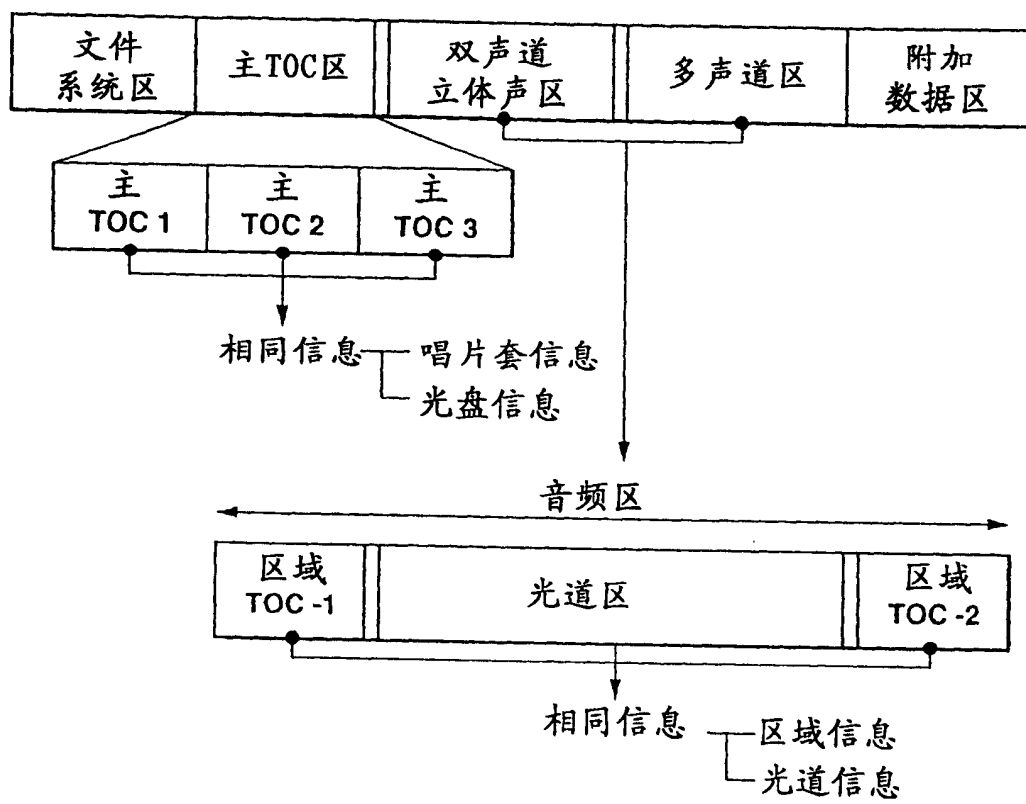 文件
系统区
主TOC区
双声道
立体声区
多声道区
附加
数据区
主
TOC 1
主
TOC 2
主
TOC 3
相同信息
唱片套信息
光盘信息
音频区
区域
TOC -1
光道区
区域
TOC -2
相同信息
区域信息
光道信息